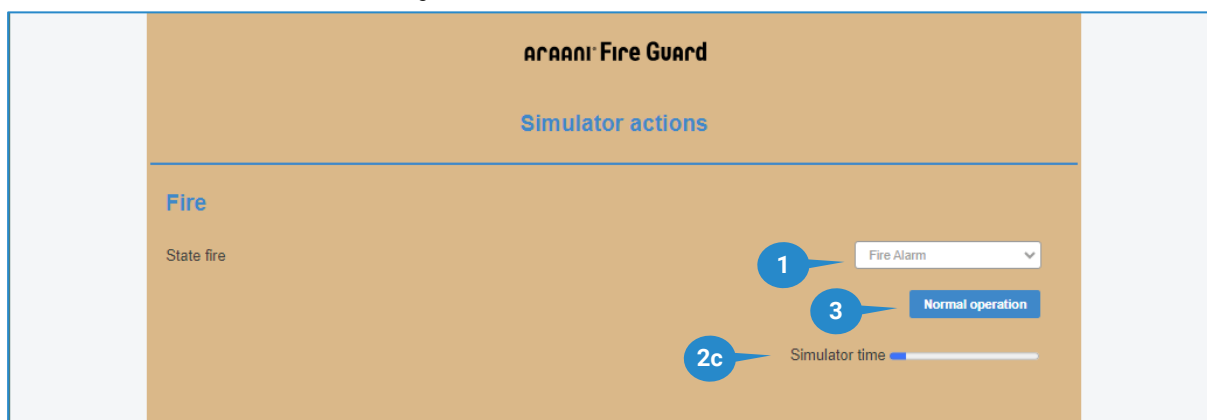 araani® Fire Guard
Simulator actions
Fire
State fire
1
Fire Alarm
3
Normal operation
2c
Simulator time